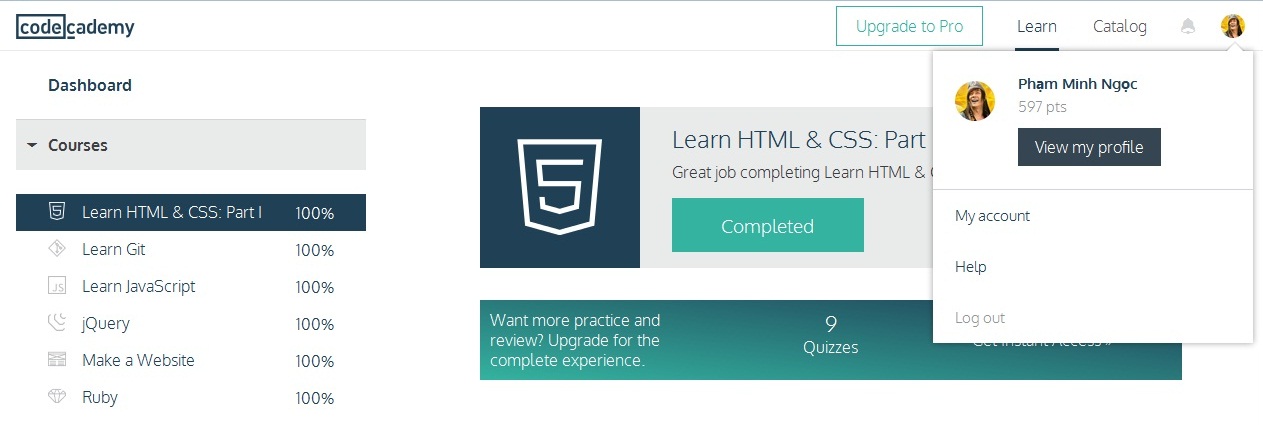 codecademy
Upgrade to Pro
Learn
Catalog
Dashboard
Courses
Learn HTML & CSS: Part I 100%
Learn Git 100%
Learn JavaScript 100%
jQuery 100%
Make a Website 100%
Ruby 100%
5
Learn HTML & CSS: Part
Great job completing Learn HTML &
Completed
Want more practice and
review? Upgrade for the
complete experience.
9
Quizzes
Get Instant Access »
Phạm Minh Ngọc
597 pts
View my profile
My account
Help
Log out